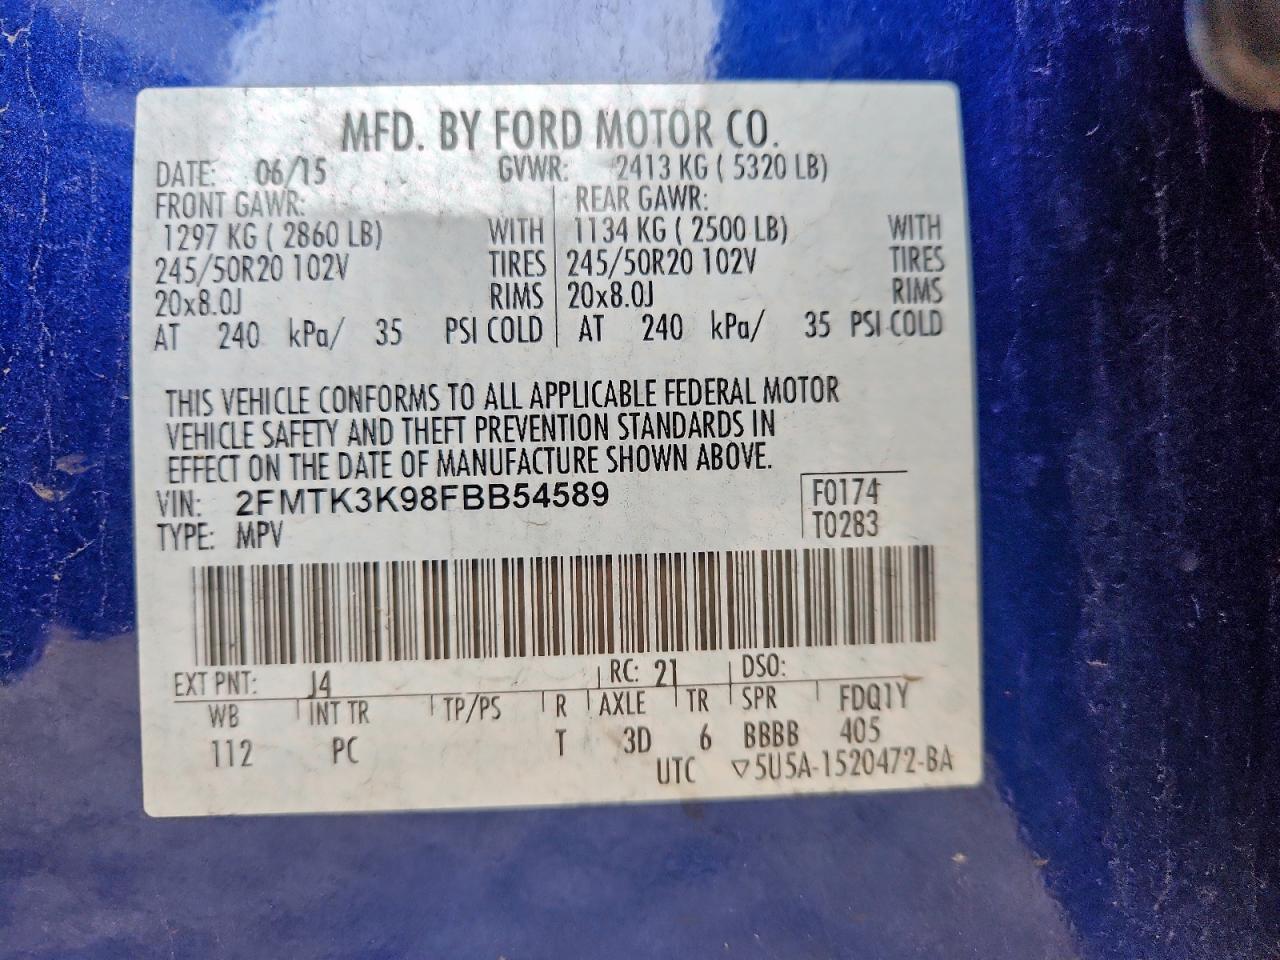 MFD. BY FORD MOTOR CO.
DATE: 06/15 GVWR: 2413 KG ( 5320 LB)
FRONT GAWR: REAR GAWR:
1297 KG ( 2860 LB) WITH 1134 KG ( 2500 LB) WITH
245/50R20 102V TIRES 245/50R20 102V TIRES
20x8.0J RIMS 20x8.0J RIMS
AT 240 kPa/ 35 PSI COLD AT 240 kPa/ 35 PSI COLD
THIS VEHICLE CONFORMS TO ALL APPLICABLE FEDERAL MOTOR
VEHICLE SAFETY AND THEFT PREVENTION STANDARDS IN
EFFECT ON THE DATE OF MANUFACTURE SHOWN ABOVE.
VIN: 2FMTK3K98FBB54589 F0174
TYPE: MPV T0283
EXT PNT: J4 RC: 21 DSO:
WB INT TR TP/PS R AXLE TR SPR FDQ1Y
112 PC T 3D 6 BBBB 405
UTC ▽5U5A-1520472-BA